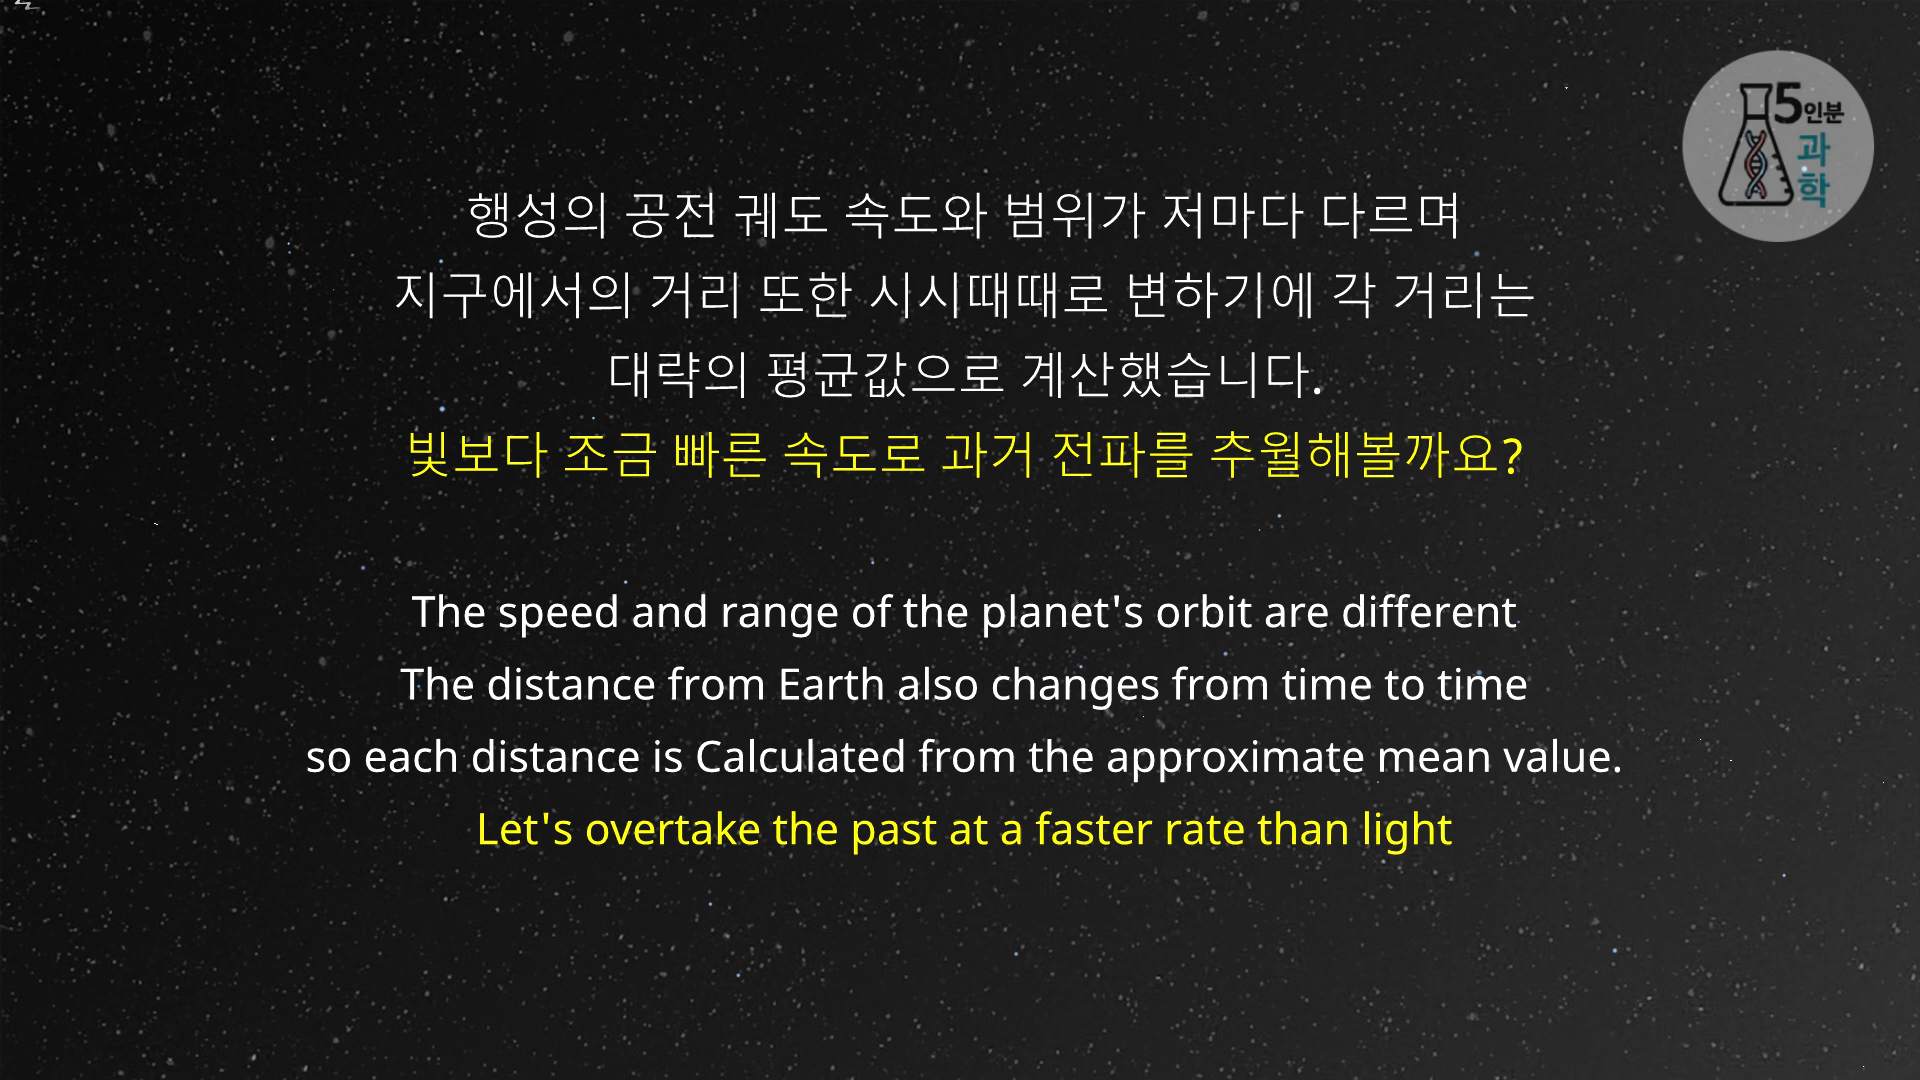 5인분
과
학
행성의 공전 궤도 속도와 범위가 저마다 다르며
지구에서의 거리 또한 시시때때로 변하기에 각 거리는
대략의 평균값으로 계산했습니다.
빛보다 조금 빠른 속도로 과거 전파를 추월해볼까요?
The speed and range of the planet's orbit are different
The distance from Earth also changes from time to time
so each distance is Calculated from the approximate mean value.
Let's overtake the past at a faster rate than light